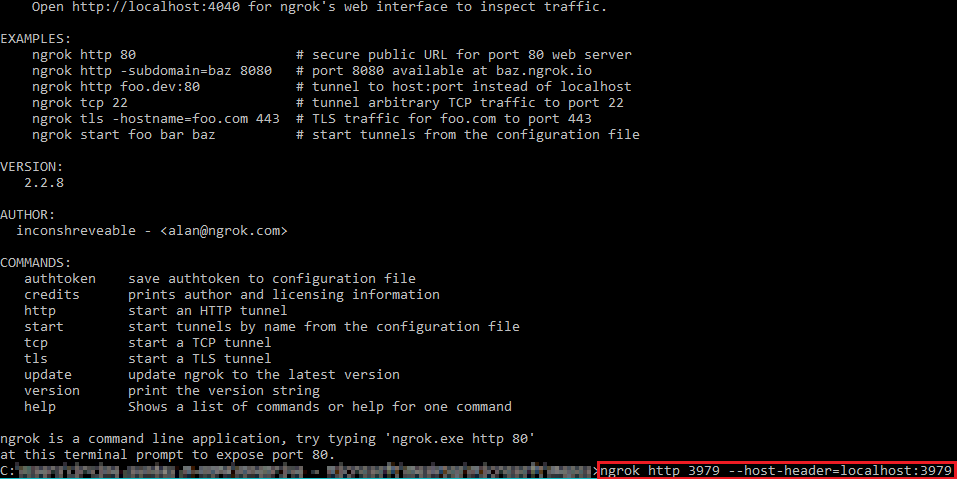 Open http://localhost:4040 for ngrok's web interface to inspect traffic.
EXAMPLES:
ngrok http 80 # secure public URL for port 80 web server
ngrok http -subdomain=baz 8080 # port 8080 available at baz.ngrok.io
ngrok http foo.dev:80 # tunnel to host:port instead of localhost
ngrok tcp 22 # tunnel arbitrary TCP traffic to port 22
ngrok tls -hostname=foo.com 443 # TLS traffic for foo.com to port 443
ngrok start foo bar baz # start tunnels from the configuration file
VERSION:
2.2.8
AUTHOR:
inconshreveable - <alan@ngrok.com>
COMMANDS:
authtoken save authtoken to configuration file
credits prints author and licensing information
http start an HTTP tunnel
start start tunnels by name from the configuration file
tcp start a TCP tunnel
tls start a TLS tunnel
update update ngrok to the latest version
version print the version string
help Shows a list of commands or help for one command
ngrok is a command line application, try typing 'ngrok.exe http 80'
at this terminal prompt to expose port 80.
C: >ngrok http 3979 --host-header=localhost:3979